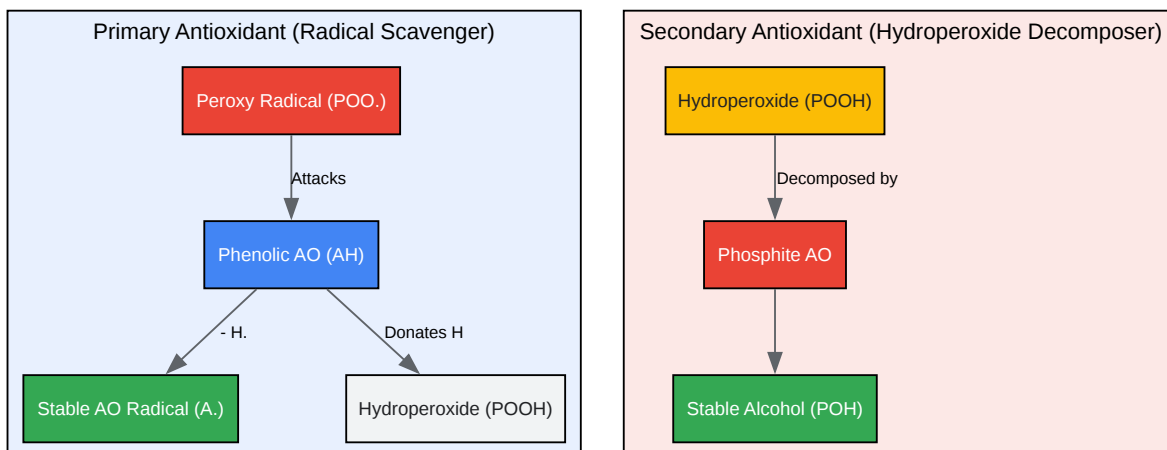 Primary Antioxidant (Radical Scavenger)
Peroxy Radical (POO.)
Attacks
Phenolic AO (AH)
- H.
Donates H
Stable AO Radical (A.)
Hydroperoxide (POOH)
Secondary Antioxidant (Hydroperoxide Decomposer)
Hydroperoxide (POOH)
Decomposed by
Phosphite AO
Stable Alcohol (POH)